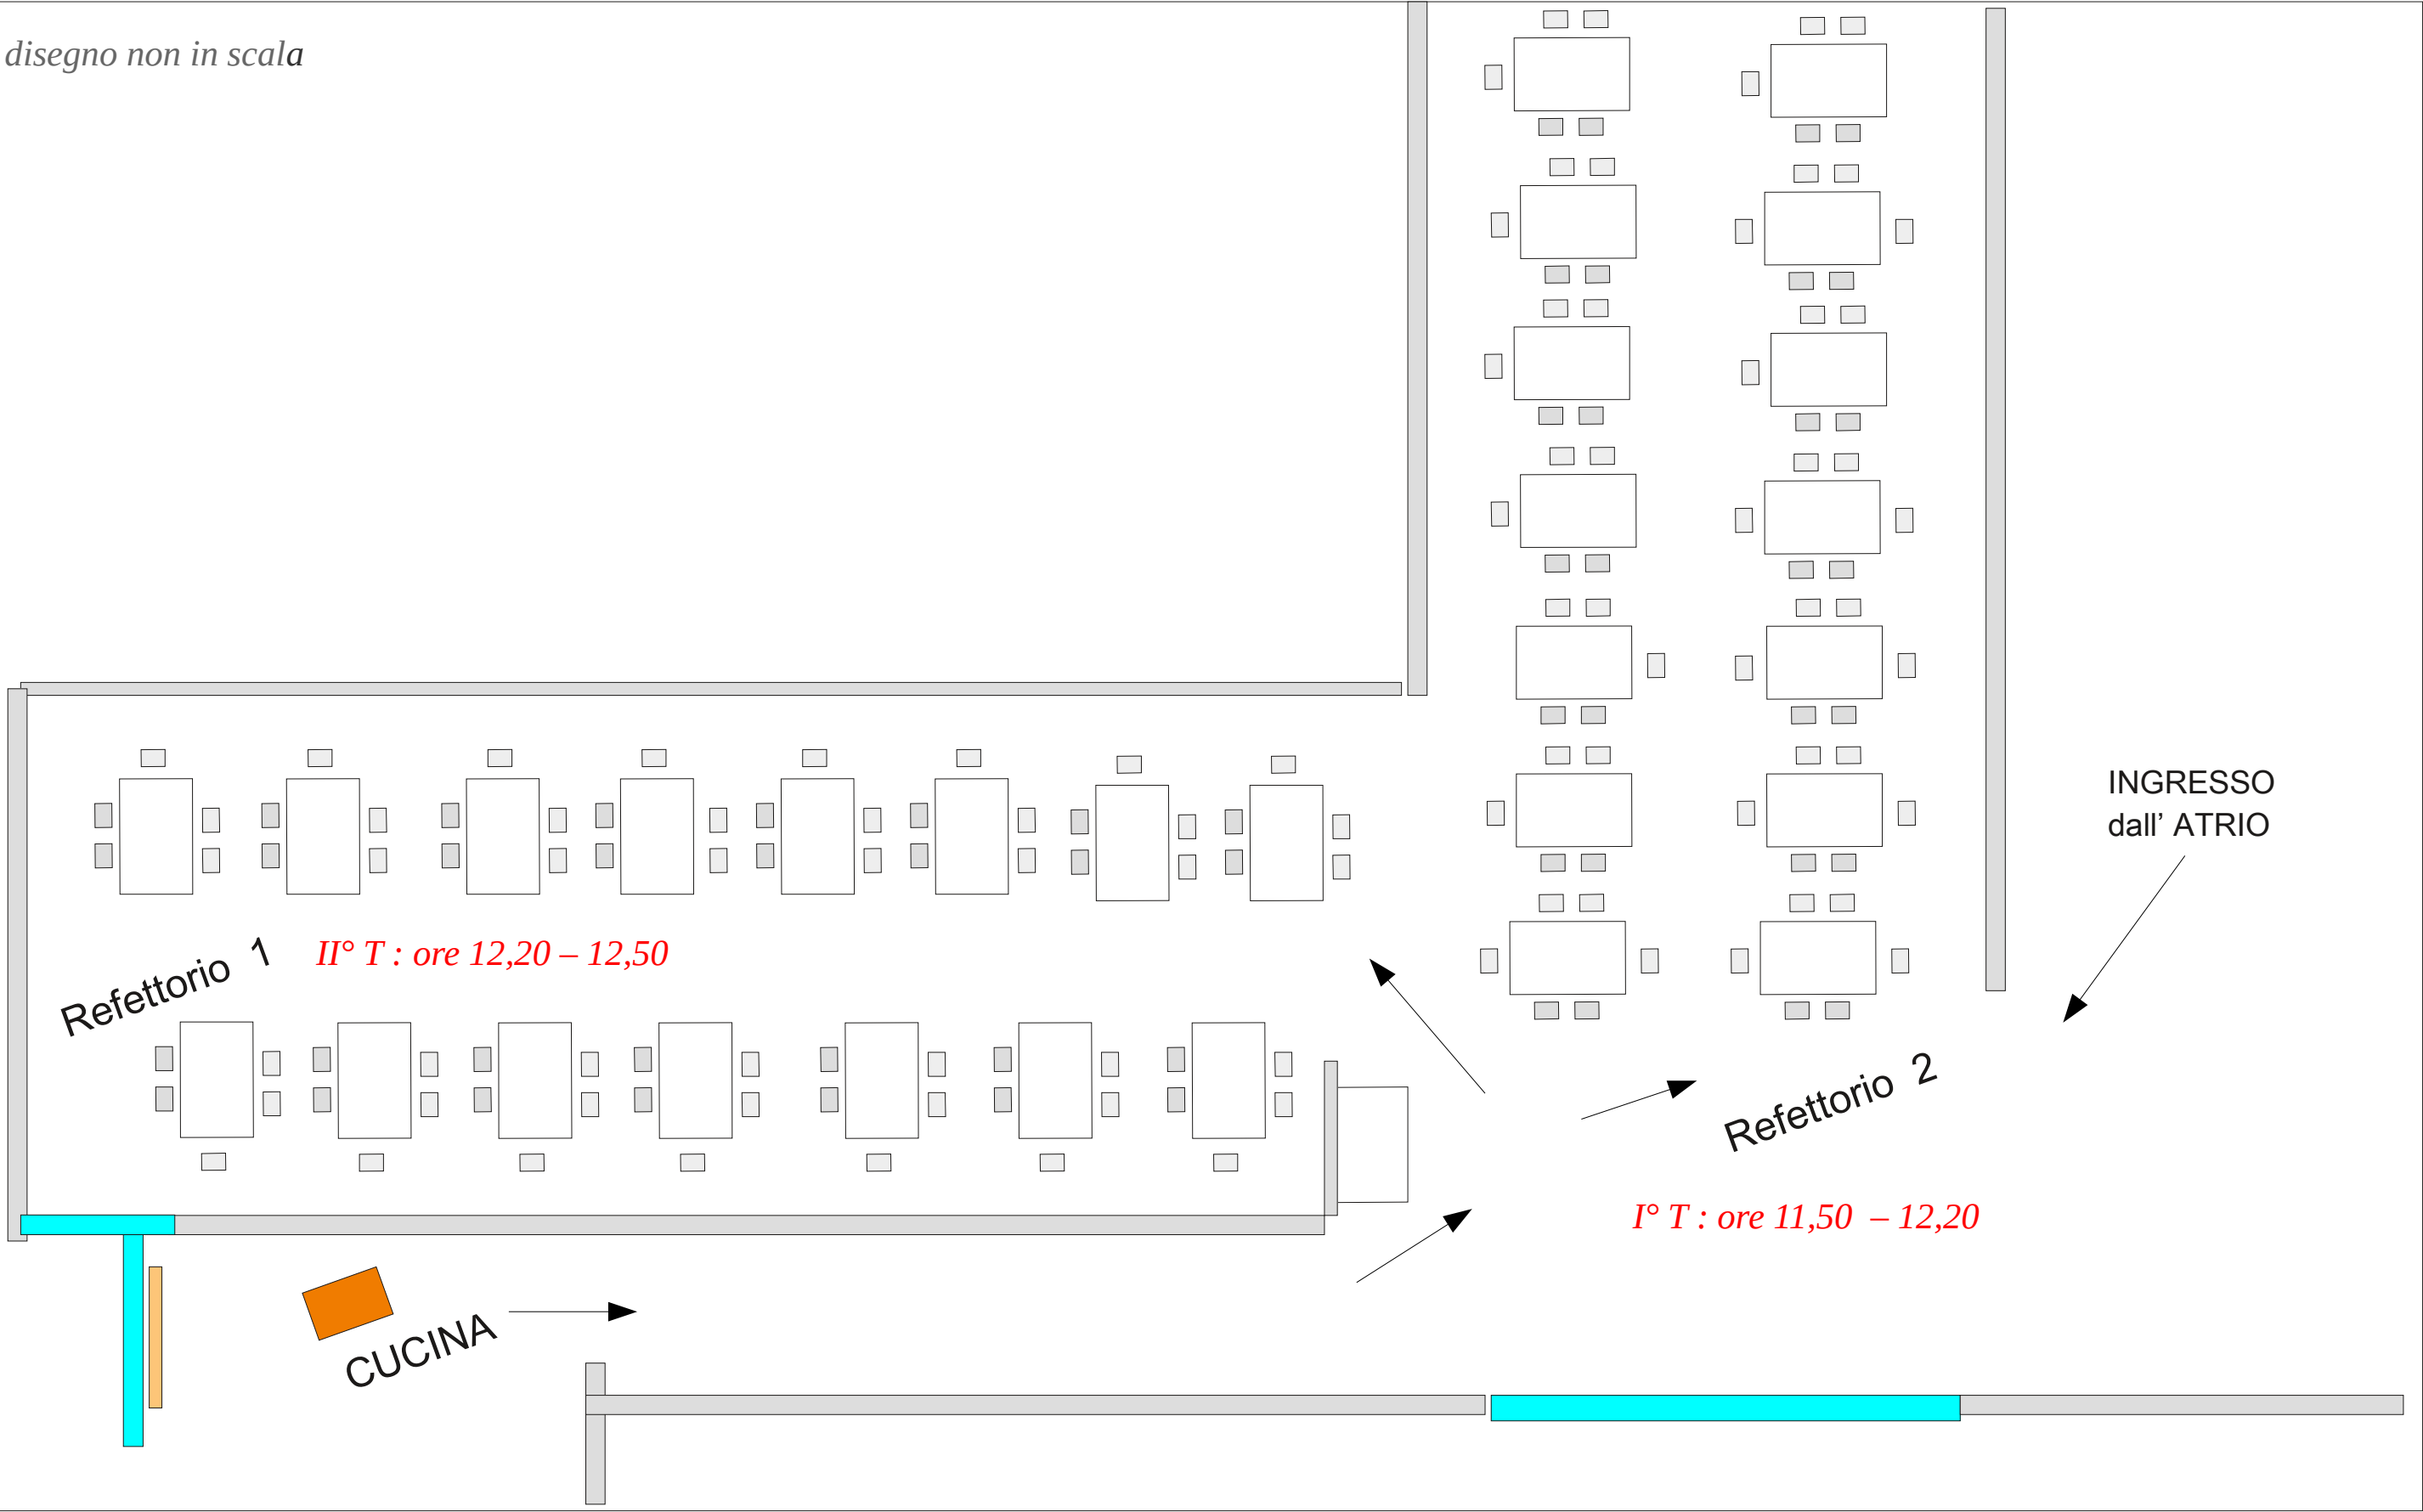 disegno non in scala
INGRESSO
dall’ ATRIO
Refettorio 1
II° T : ore 12,20 – 12,50
Refettorio 2
I° T : ore 11,50 – 12,20
CUCINA